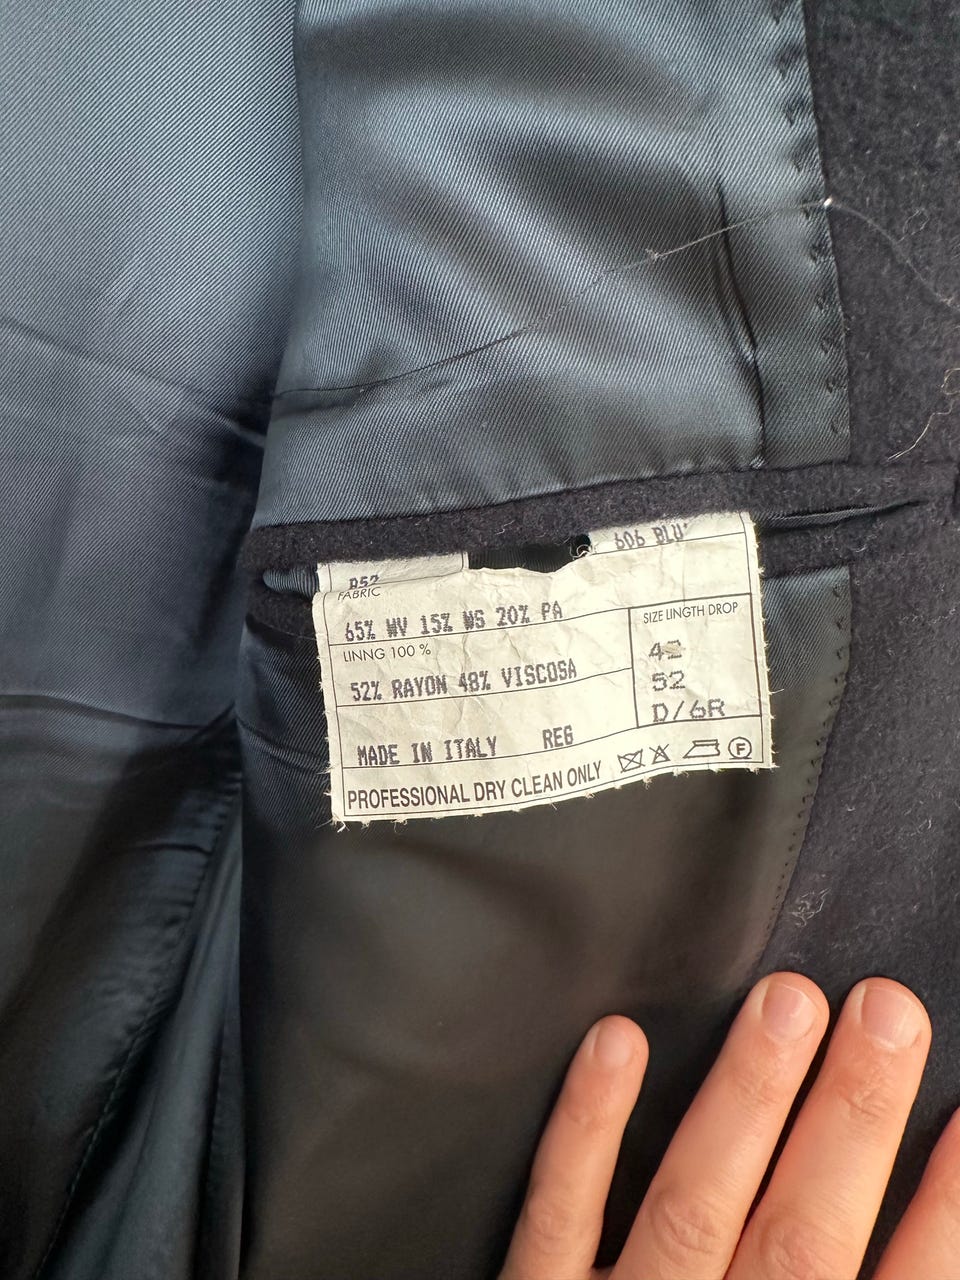 606 BLU'
R52
FABRIC
65% WV 15% WS 20% PA
LINNG 100 %
52% RAYON 48% VISCOSA
MADE IN ITALY REG
PROFESSIONAL DRY CLEAN ONLY
SIZE LINGTH DROP
42
52
D/6R
F